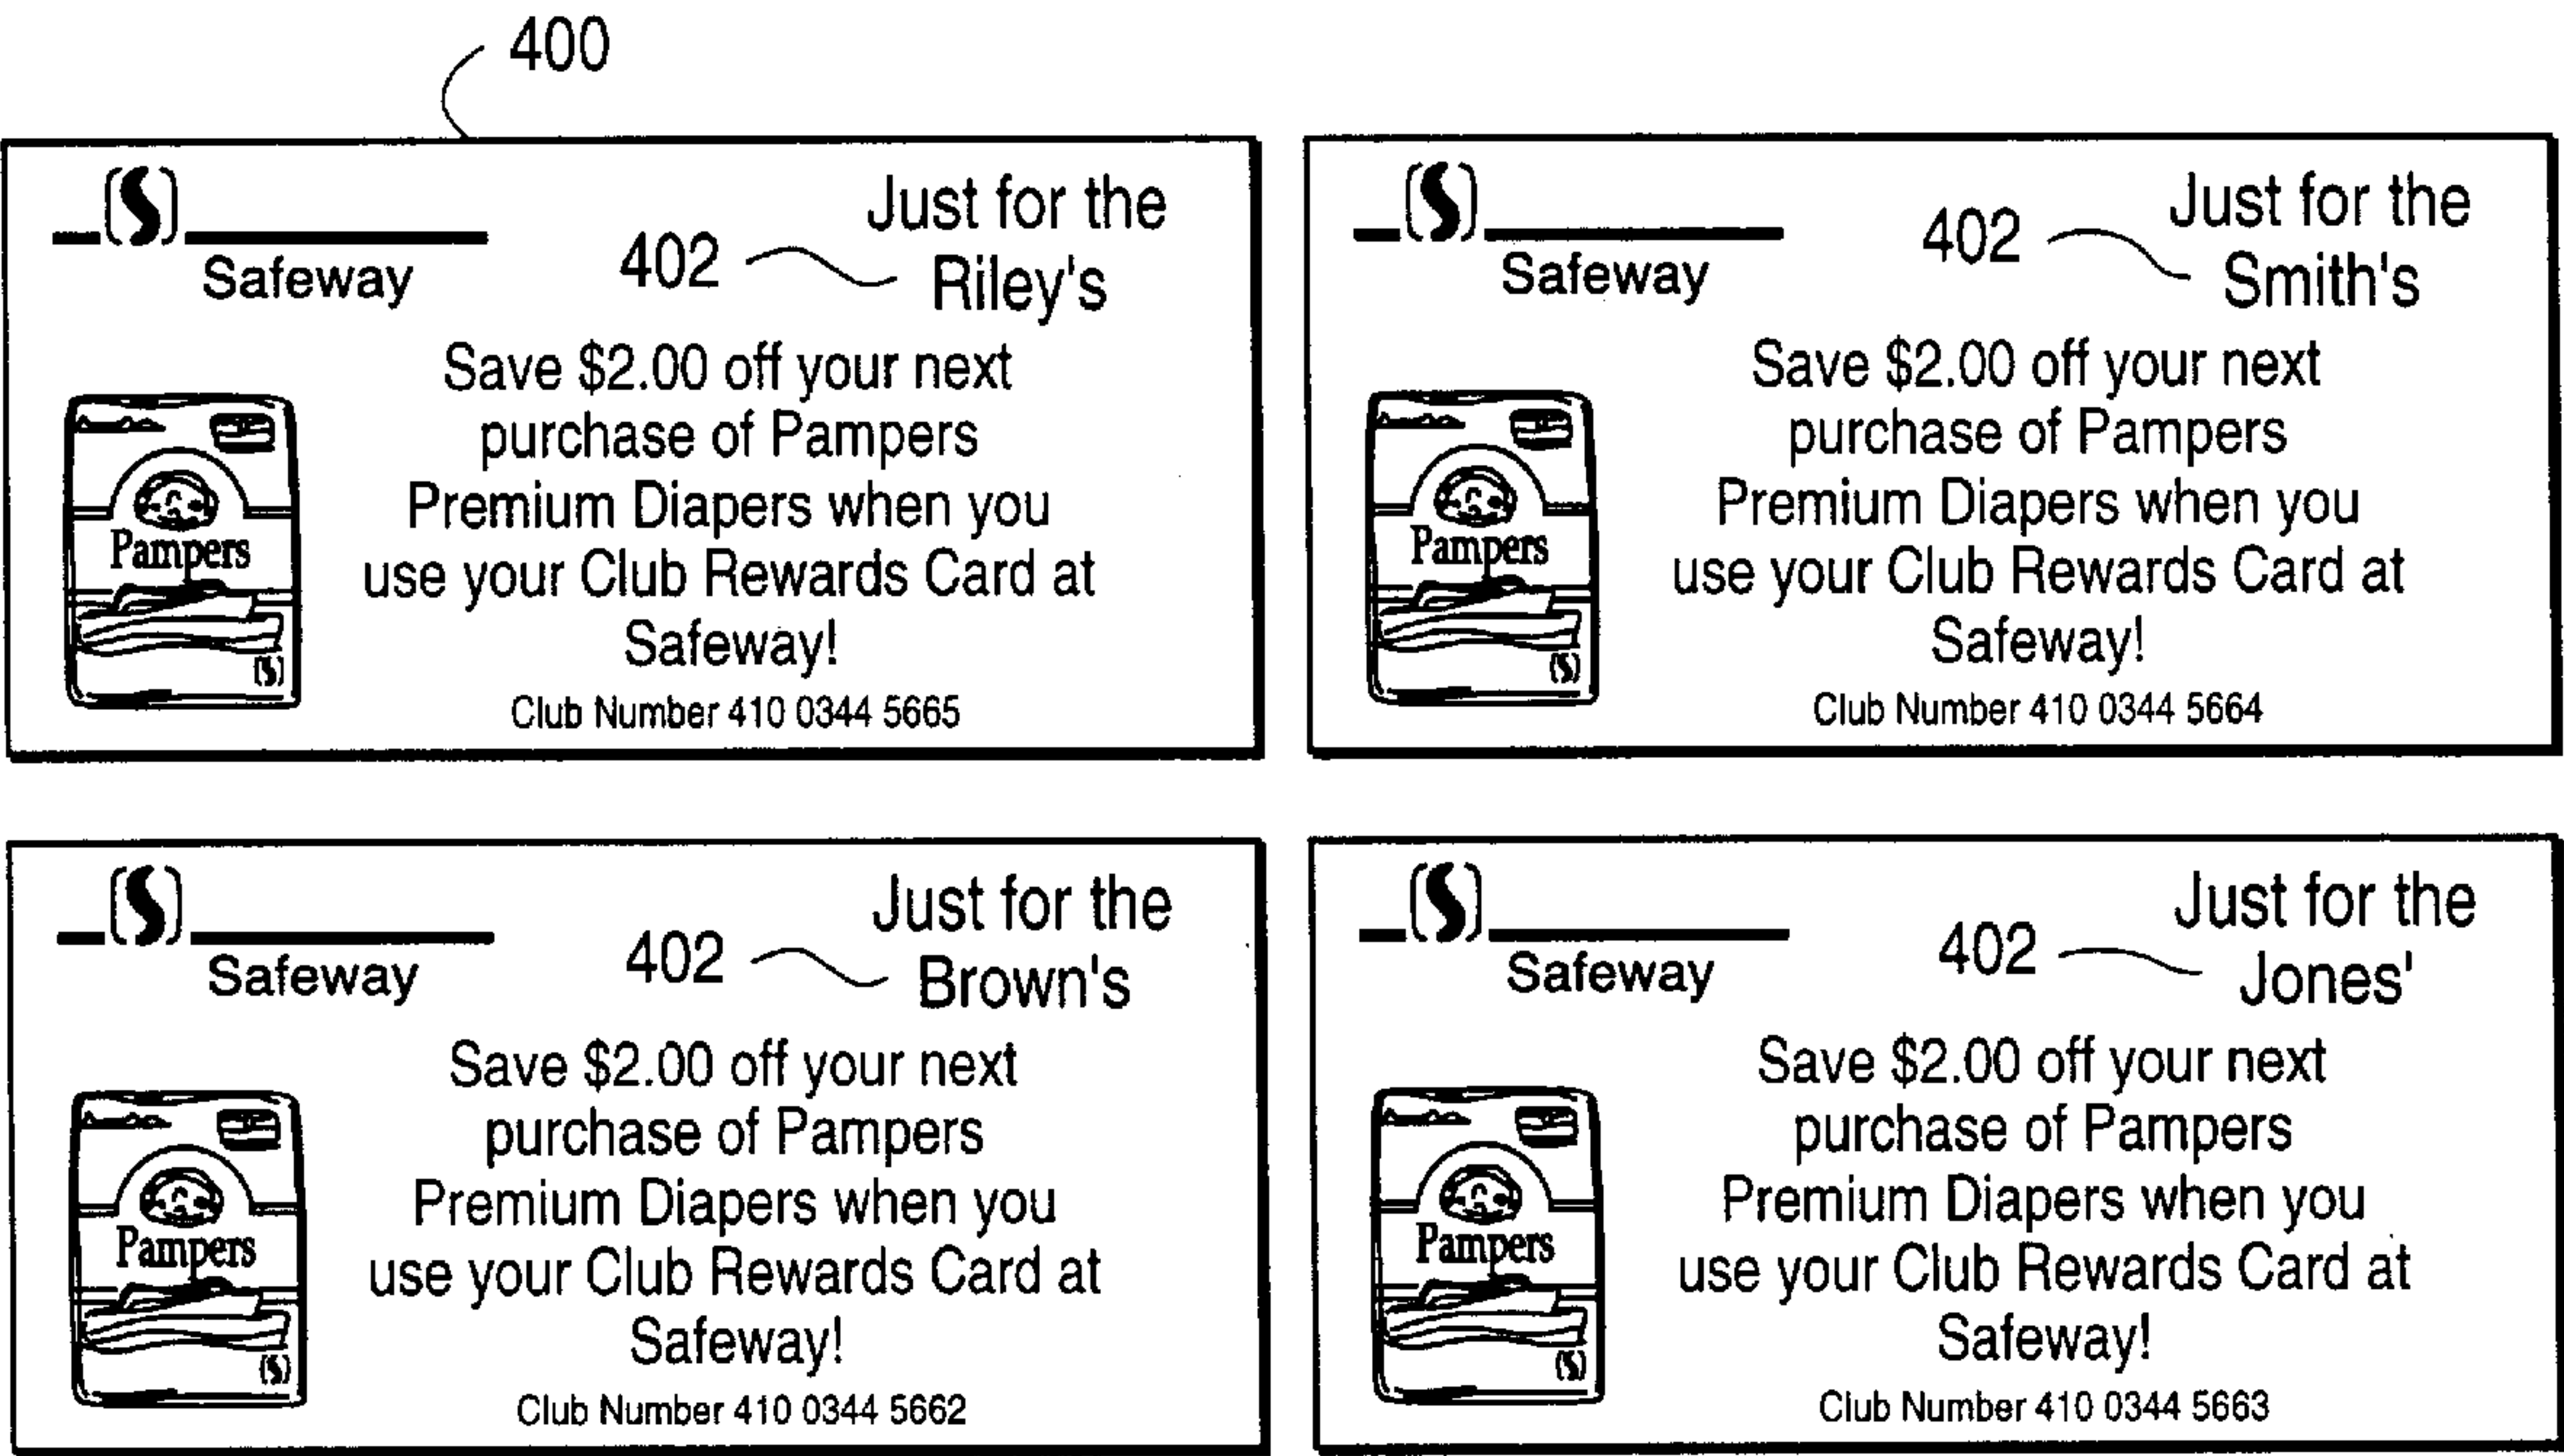 400
(S)
Safeway
402
Just for the
Riley's
Save $2.00 off your next
purchase of Pampers
Premium Diapers when you
use your Club Rewards Card at
Safeway!
Pampers
(S)
Club Number 410 0344 5665
(S)
Safeway
402
Just for the
Smith's
Save $2.00 off your next
purchase of Pampers
Premium Diapers when you
use your Club Rewards Card at
Safeway!
Pampers
(S)
Club Number 410 0344 5664
(S)
Safeway
402
Just for the
Brown's
Save $2.00 off your next
purchase of Pampers
Premium Diapers when you
use your Club Rewards Card at
Safeway!
Pampers
(S)
Club Number 410 0344 5662
(S)
Safeway
402
Just for the
Jones'
Save $2.00 off your next
purchase of Pampers
Premium Diapers when you
use your Club Rewards Card at
Safeway!
Pampers
(S)
Club Number 410 0344 5663